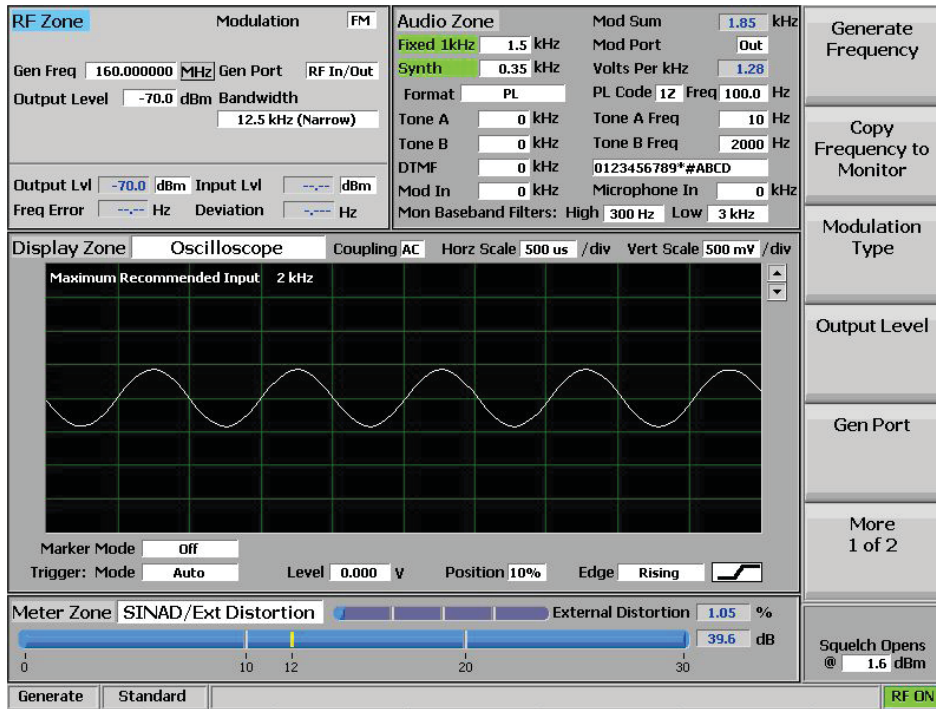 RF Zone
Modulation FM
Gen Freq 160.000000 MHz Gen Port RF In/Out
Output Level -70.0 dBm Bandwidth
12.5 kHz (Narrow)
Output Lvl -70.0 dBm Input Lvl --.-- dBm
Freq Error --.-- Hz Deviation -.--- Hz
Audio Zone Mod Sum 1.85 kHz
Fixed 1kHz 1.5 kHz Mod Port Out
Synth 0.35 kHz Volts Per kHz 1.28
Format PL PL Code 1Z Freq 100.0 Hz
Tone A 0 kHz Tone A Freq 10 Hz
Tone B 0 kHz Tone B Freq 2000 Hz
DTMF 0 kHz 0123456789*#ABCD
Mod In 0 kHz Microphone In 0 kHz
Mon Baseband Filters: High 300 Hz Low 3 kHz
Display Zone Oscilloscope Coupling AC Horz Scale 500 us /div Vert Scale 500 mV /div
Maximum Recommended Input 2 kHz
Marker Mode Off
Trigger: Mode Auto Level 0.000 V Position 10% Edge Rising
Meter Zone SINAD/Ext Distortion External Distortion 1.05 %
39.6 dB
0 10 12 20 30
Generate Standard
Generate
Frequency
Copy
Frequency to
Monitor
Modulation
Type
Output Level
Gen Port
More
1 of 2
Squelch Opens
@ 1.6 dBm
RF ON